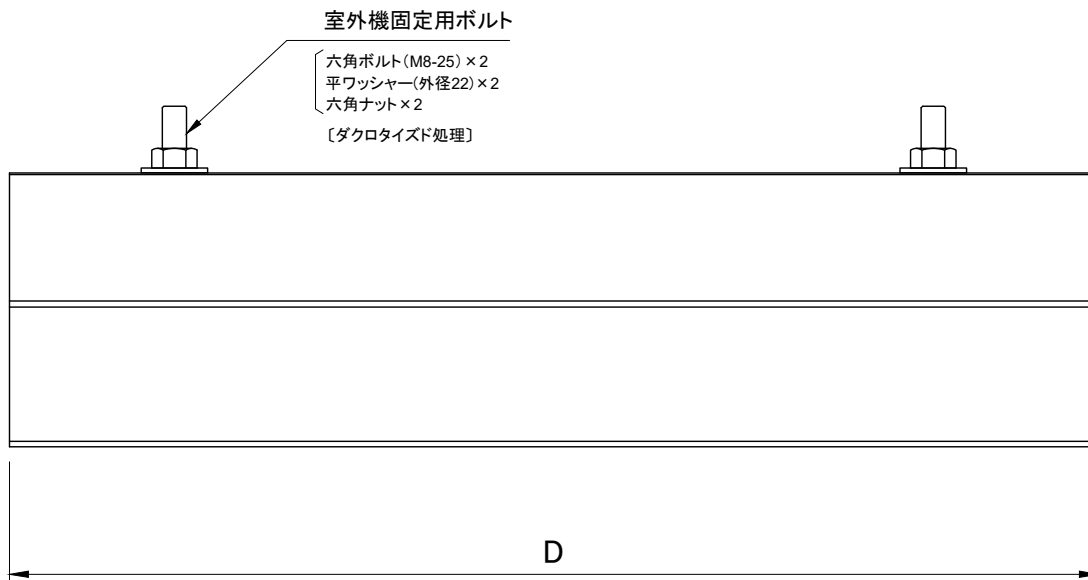 室外機固定用ボルト
六角ボルト(M8-25)×2
平ワッシャー(外径22)×2
六角ナット×2
〔ダクロタイズド処理〕
D